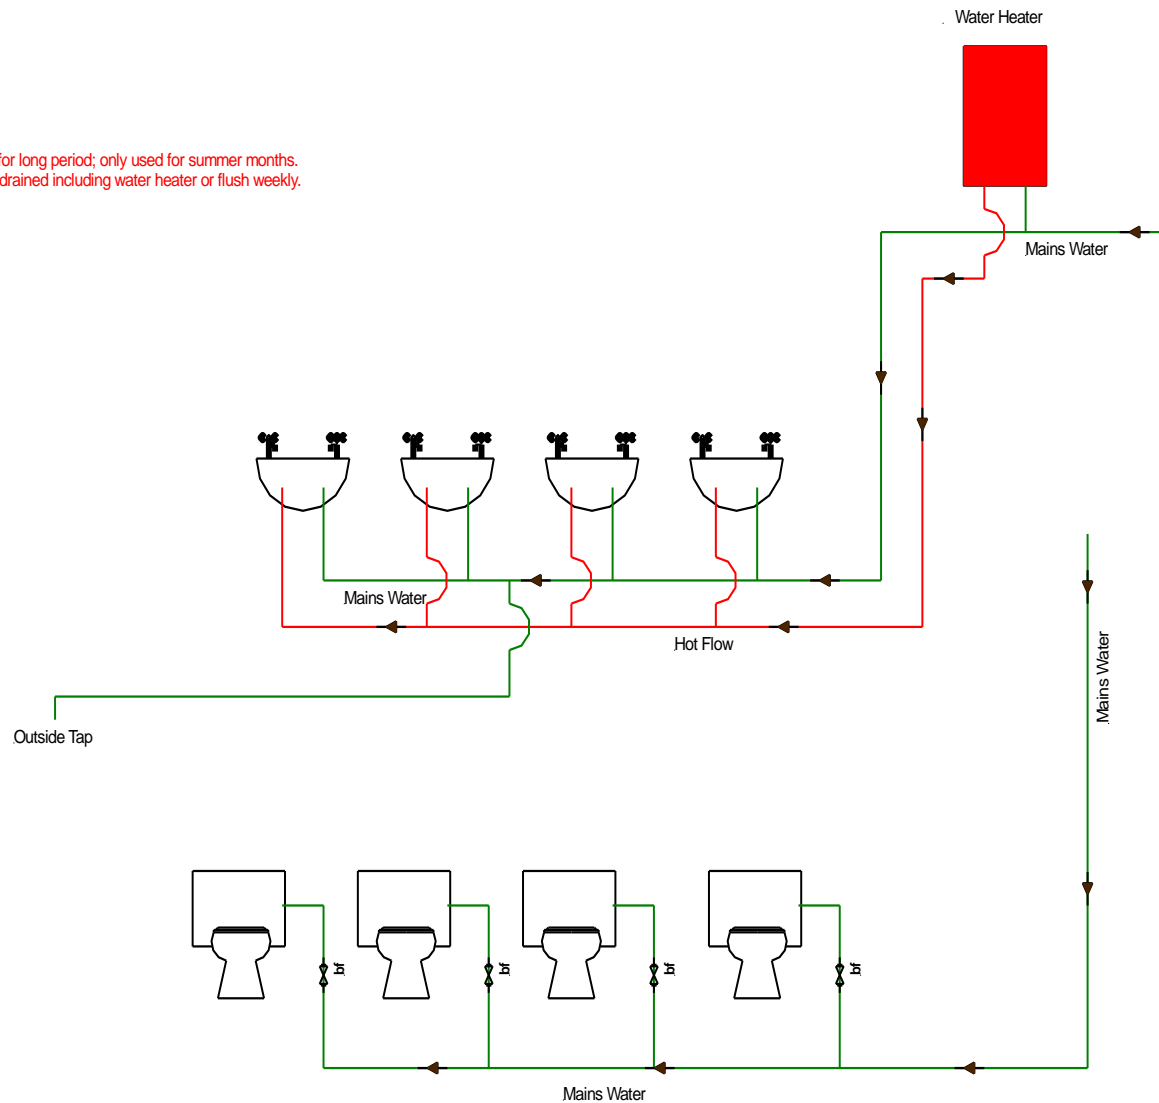 Water Heater
for long period; only used for summer months.
drained including water heater or flush weekly.
Mains Water
Mains Water
Hot Flow
Mains Water
Outside Tap
bf
bf
bf
bf
Mains Water